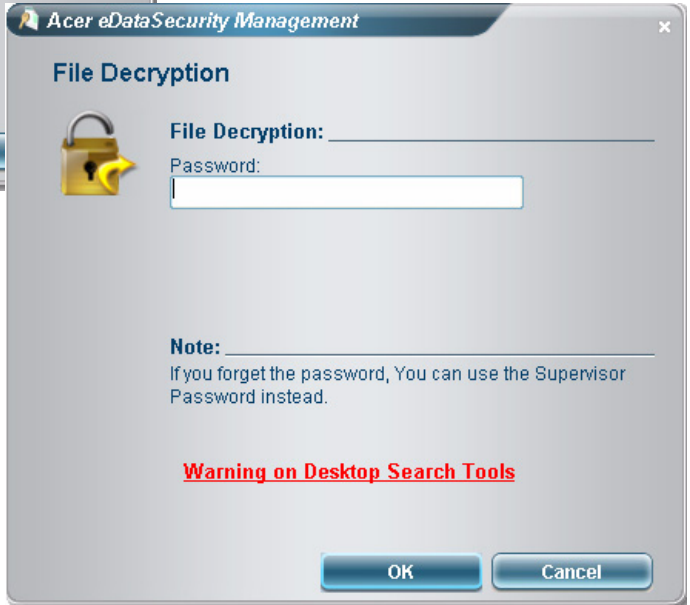 Acer eDataSecurity Management
File Decryption
File Decryption:
Password:
Note:
If you forget the password, You can use the Supervisor
Password instead.
Warning on Desktop Search Tools
OK
Cancel